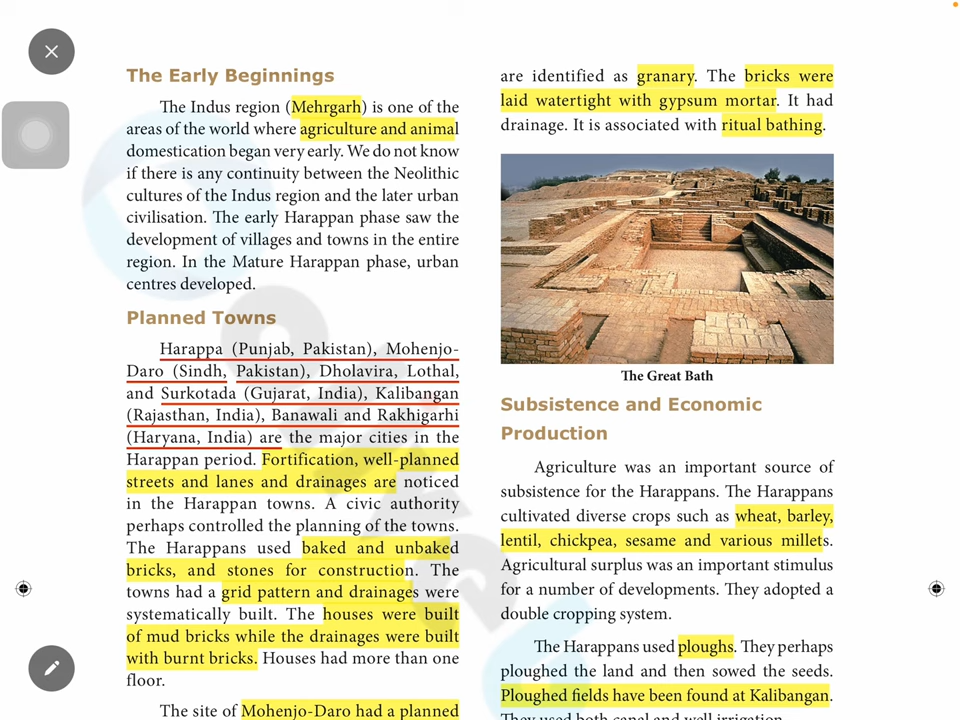 The Early Beginnings
The Indus region (Mehrgarh) is one of the
areas of the world where agriculture and animal
domestication began very early. We do not know
if there is any continuity between the Neolithic
cultures of the Indus region and the later urban
civilisation. The early Harappan phase saw the
development of villages and towns in the entire
region. In the Mature Harappan phase, urban
centres developed.
Planned Towns
Harappa (Punjab, Pakistan), Mohenjo-
Daro (Sindh, Pakistan), Dholavira, Lothal,
and Surkotada (Gujarat, India), Kalibangan
(Rajasthan, India), Banawali and Rakhigarhi
(Haryana, India) are the major cities in the
Harappan period. Fortification, well-planned
streets and lanes and drainages are noticed
in the Harappan towns. A civic authority
perhaps controlled the planning of the towns.
The Harappans used baked and unbaked
bricks, and stones for construction. The
towns had a grid pattern and drainages were
systematically built. The houses were built
of mud bricks while the drainages were built
with burnt bricks. Houses had more than one
floor.
The site of Mohenjo-Daro had a planned
are identified as granary. The bricks were
laid watertight with gypsum mortar. It had
drainage. It is associated with ritual bathing.
The Great Bath
Subsistence and Economic
Production
Agriculture was an important source of
subsistence for the Harappans. The Harappans
cultivated diverse crops such as wheat, barley,
lentil, chickpea, sesame and various millets.
Agricultural surplus was an important stimulus
for a number of developments. They adopted a
double cropping system.
The Harappans used ploughs. They perhaps
ploughed the land and then sowed the seeds.
Ploughed fields have been found at Kalibangan.
They used both canal and well irrigation.